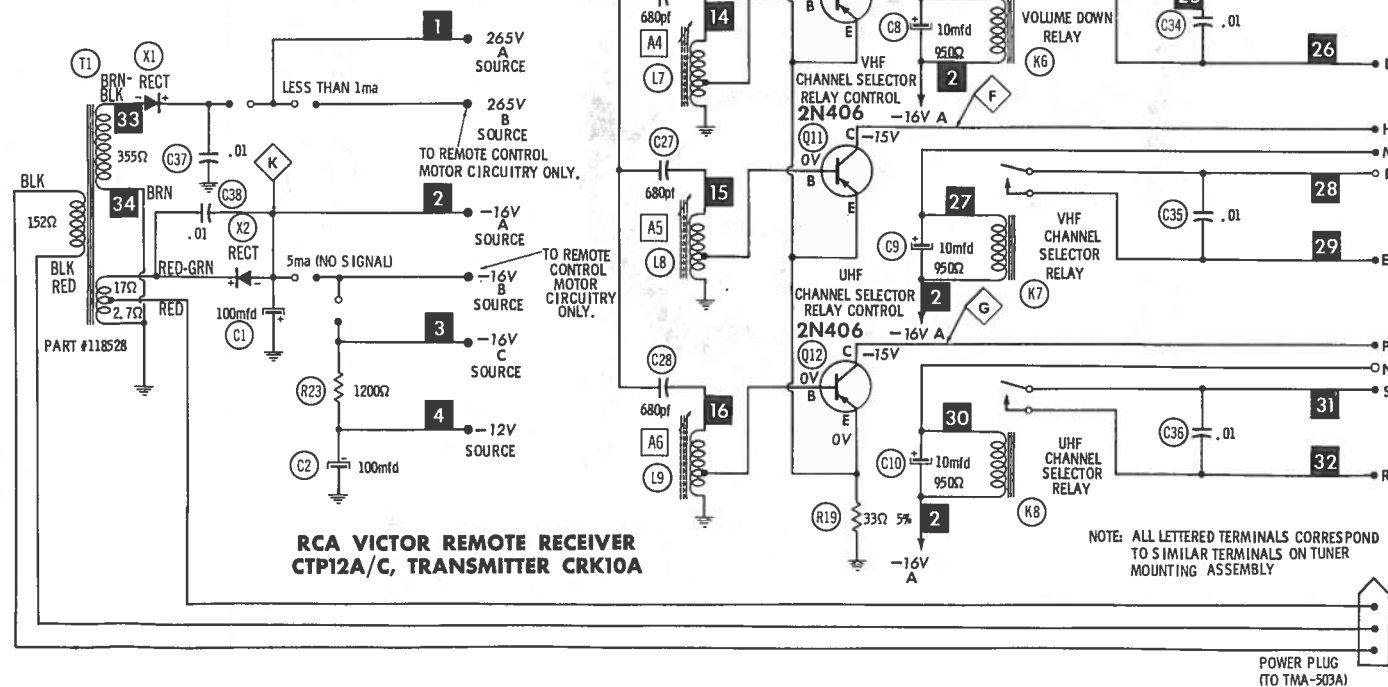 1
265V
A
SOURCE
T1
X1
RECT
BRN-
BLK
33
LESS THAN 1ma
265V
B
SOURCE
TO REMOTE CONTROL
MOTOR CIRCUITRY ONLY.
355Ω
C37
.01
K
BLK
BRN
34
C38
.01
152Ω
X2
RECT
2
-16V
A
SOURCE
BLK
RED
RED-GRN
5ma (NO SIGNAL)
-16V
B
SOURCE
TO REMOTE
CONTROL
MOTOR
CIRCUITRY
ONLY.
17Ω
2.7Ω
RED
100mfd
C1
PART #118528
3
-16V
C
SOURCE
R23
1200Ω
4
-12V
SOURCE
C2
100mfd
RCA VICTOR REMOTE RECEIVER
CTP12A/C, TRANSMITTER CRK10A
680pf
14
A4
L7
C27
680pf
15
A5
L8
C28
680pf
16
A6
L9
B
E
VHF
CHANNEL SELECTOR
RELAY CONTROL
2N406
Q11
C
-15V
0V
B
E
UHF
CHANNEL SELECTOR
RELAY CONTROL
2N406
Q12
C
-15V
0V
B
E
0V
R19
33Ω 5%
C8
10mfd
950Ω
2
-16V A
F
VOLUME DOWN
RELAY
K6
C34
.01
26
27
C9
10mfd
950Ω
2
-16V A
G
VHF
CHANNEL
SELECTOR
RELAY
K7
C35
.01
28
29
30
C10
10mfd
950Ω
2
-16V
A
UHF
CHANNEL
SELECTOR
RELAY
K8
C36
.01
31
32
NOTE: ALL LETTERED TERMINALS CORRESPOND
TO SIMILAR TERMINALS ON TUNER
MOUNTING ASSEMBLY
POWER PLUG
(TO TMA-503A)